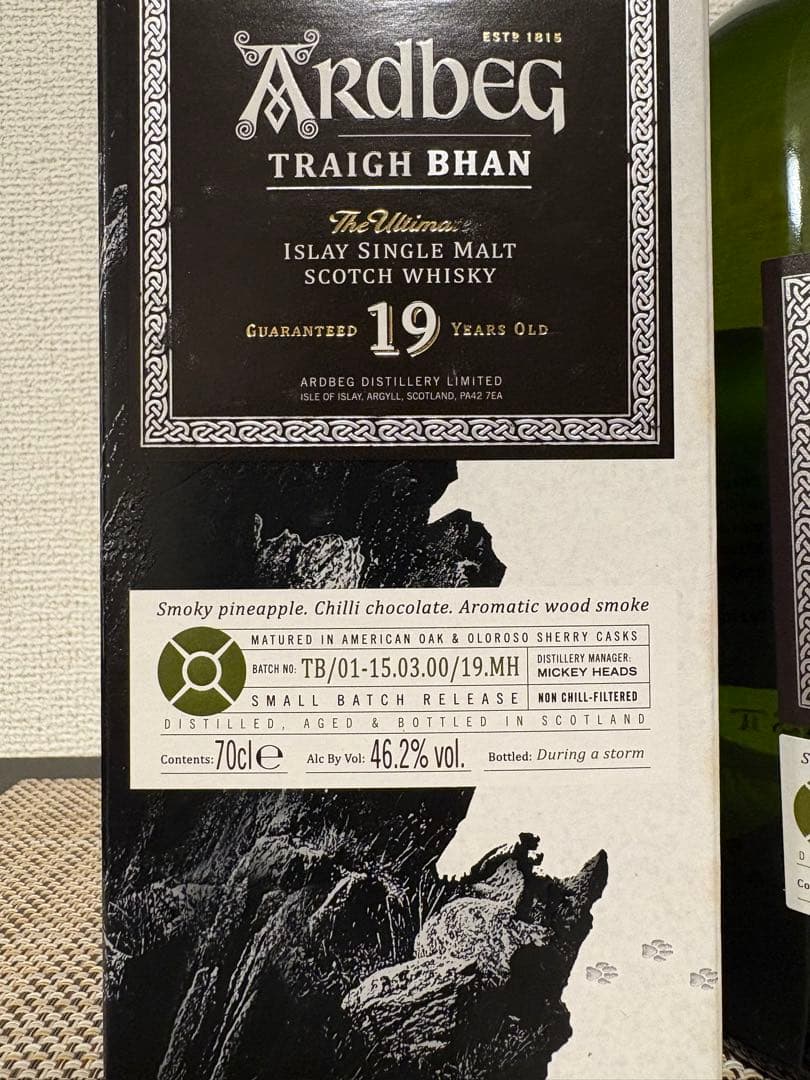 ESTD 1815
ARDBEG
TRAIGH BHAN
The Ultimate
ISLAY SINGLE MALT
SCOTCH WHISKY
GUARANTEED 19 YEARS OLD
ARDBEG DISTILLERY LIMITED
ISLE OF ISLAY, ARGYLL, SCOTLAND, PA42 7EA
Smoky pineapple. Chilli chocolate. Aromatic wood smoke
MATURED IN AMERICAN OAK & OLOROSO SHERRY CASKS
BATCH NO: TB/01-15.03.00/19.MH
DISTILLERY MANAGER:
MICKEY HEADS
SMALL BATCH RELEASE
NON CHILL-FILTERED
DISTILLED, AGED & BOTTLED IN SCOTLAND
Contents: 70cl e Alc By Vol: 46.2% vol. Bottled: During a storm
S
D
Co